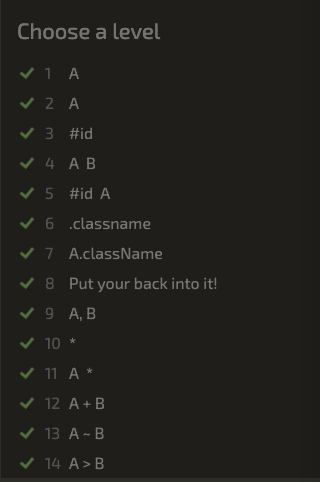 Choose a level
1 A
2 A
3 #id
4 A B
5 #id A
6 .classname
7 A.className
8 Put your back into it!
9 A, B
10 *
11 A *
12 A + B
13 A ~ B
14 A > B